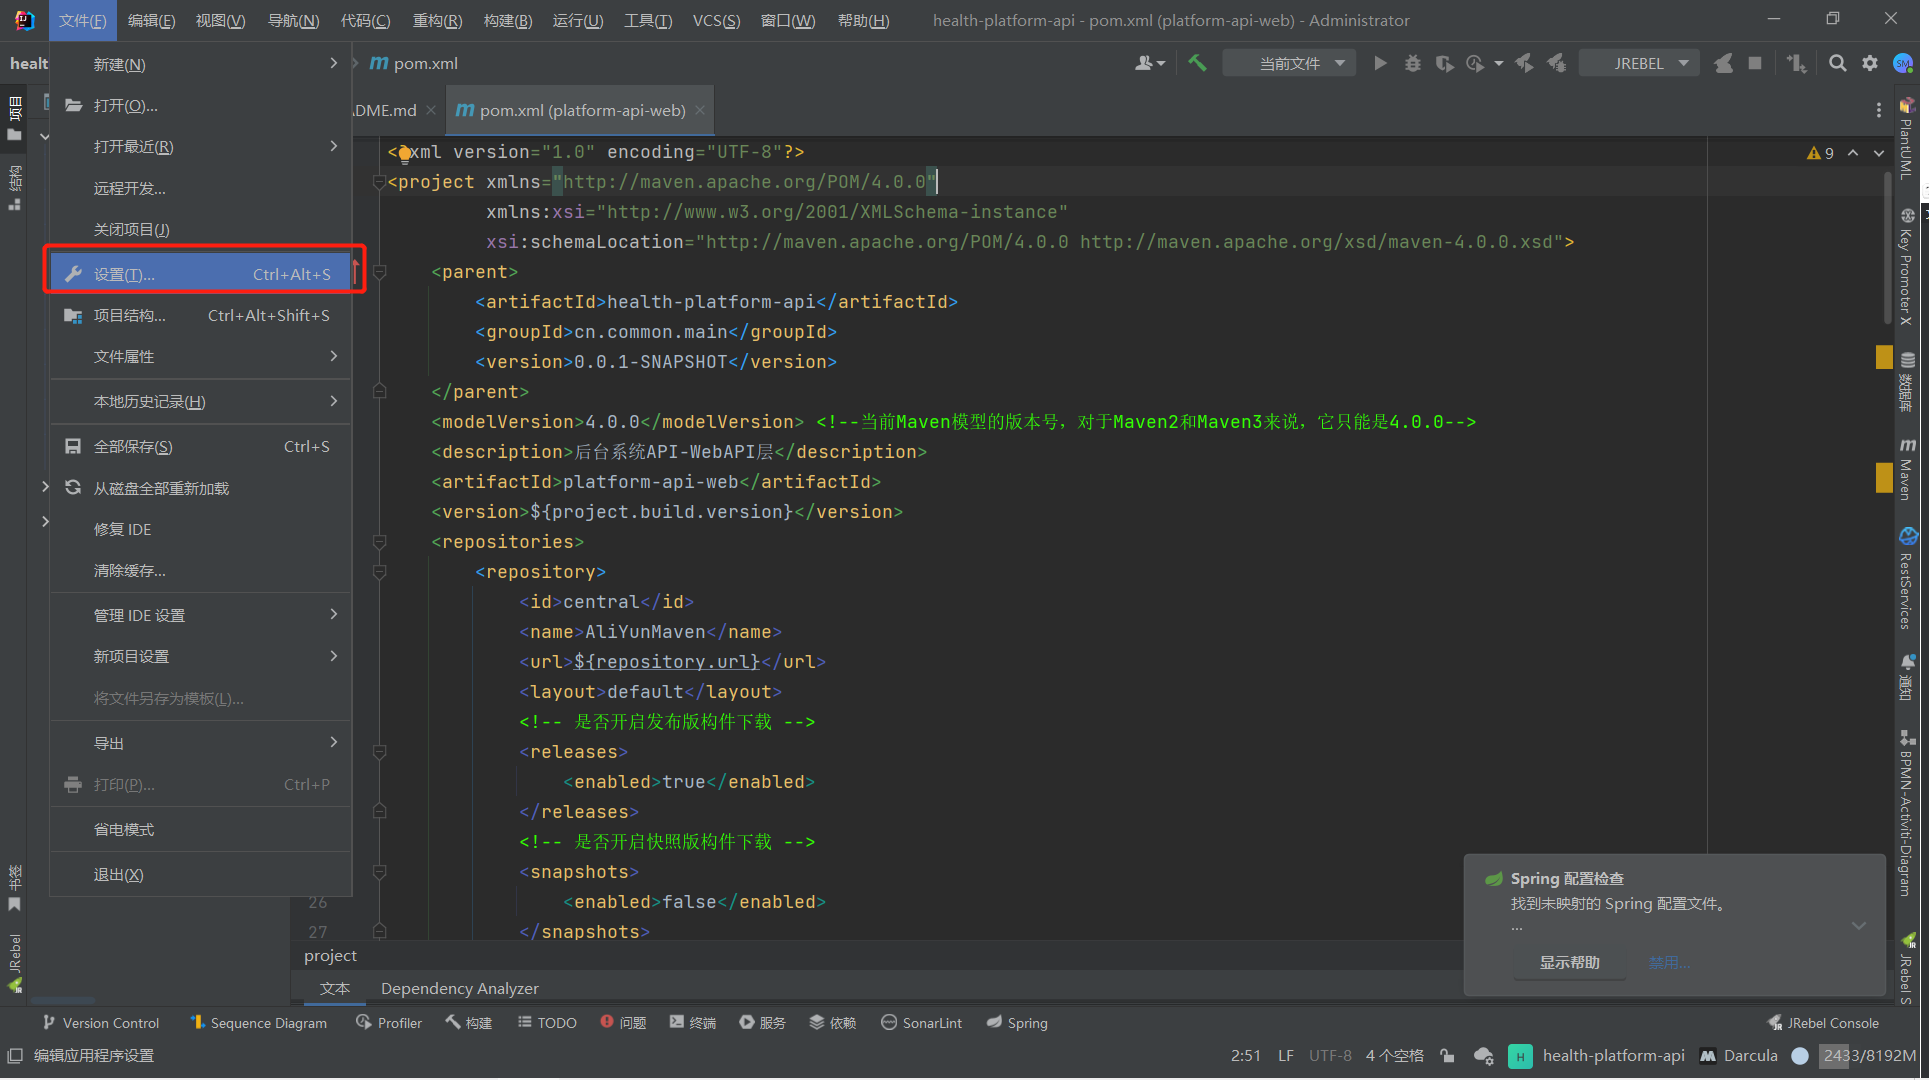 文件(F) 编辑(E) 视图(V) 导航(N) 代码(C) 重构(R) 构建(B) 运行(U) 工具(T) VCS(S) 窗口(W) 帮助(H) health-platform-api - pom.xml (platform-api-web) - Administrator
healt pom.xml 当前文件 JREBEL SM
新建(N)
打开(O)...
打开最近(R)
远程开发...
关闭项目(J)
设置(T)... Ctrl+Alt+S
项目结构... Ctrl+Alt+Shift+S
文件属性
本地历史记录(H)
全部保存(S) Ctrl+S
从磁盘全部重新加载
修复 IDE
清除缓存...
管理 IDE 设置
新项目设置
将文件另存为模板(L)...
导出
打印(P)... Ctrl+P
省电模式
退出(X)
项目
结构
书签
JRebel
DME.md
pom.xml (platform-api-web)
<?xml version="1.0" encoding="UTF-8"?>
<project xmlns="http://maven.apache.org/POM/4.0.0"
xmlns:xsi="http://www.w3.org/2001/XMLSchema-instance"
xsi:schemaLocation="http://maven.apache.org/POM/4.0.0 http://maven.apache.org/xsd/maven-4.0.0.xsd">
<parent>
<artifactId>health-platform-api</artifactId>
<groupId>cn.common.main</groupId>
<version>0.0.1-SNAPSHOT</version>
</parent>
<modelVersion>4.0.0</modelVersion> <!--当前Maven模型的版本号，对于Maven2和Maven3来说，它只能是4.0.0-->
<description>后台系统API-WebAPI层</description>
<artifactId>platform-api-web</artifactId>
<version>${project.build.version}</version>
<repositories>
<repository>
<id>central</id>
<name>AliYunMaven</name>
<url>${repository.url}</url>
<layout>default</layout>
<!-- 是否开启发布版构件下载 -->
<releases>
<enabled>true</enabled>
</releases>
<!-- 是否开启快照版构件下载 -->
<snapshots>
26 <enabled>false</enabled>
27 </snapshots>
9
PlantUML
Key Promoter X
数据库
Maven
RestServices
通知
BPMN-Activiti-Diagram
JRebel S
Spring 配置检查
找到未映射的 Spring 配置文件。
...
显示帮助 禁用...
project
文本 Dependency Analyzer
Version Control Sequence Diagram Profiler 构建 TODO 问题 终端 服务 依赖 SonarLint Spring JRebel Console
编辑应用程序设置 2:51 LF UTF-8 4 个空格 H health-platform-api Darcula 2433/8192M